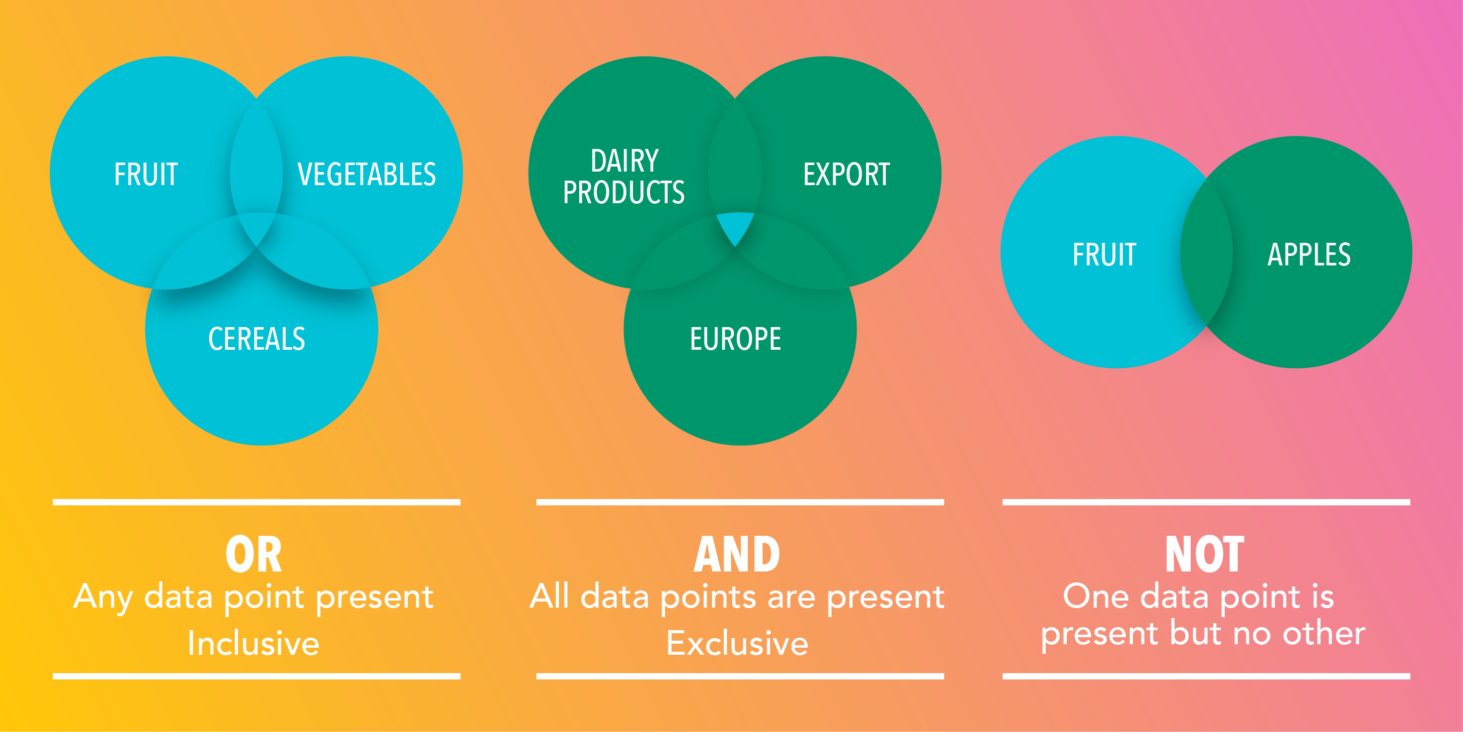 FRUIT
VEGETABLES
CEREALS
DAIRY
PRODUCTS
EXPORT
EUROPE
FRUIT
APPLES
OR
Any data point present
Inclusive
AND
All data points are present
Exclusive
NOT
One data point is
present but no other